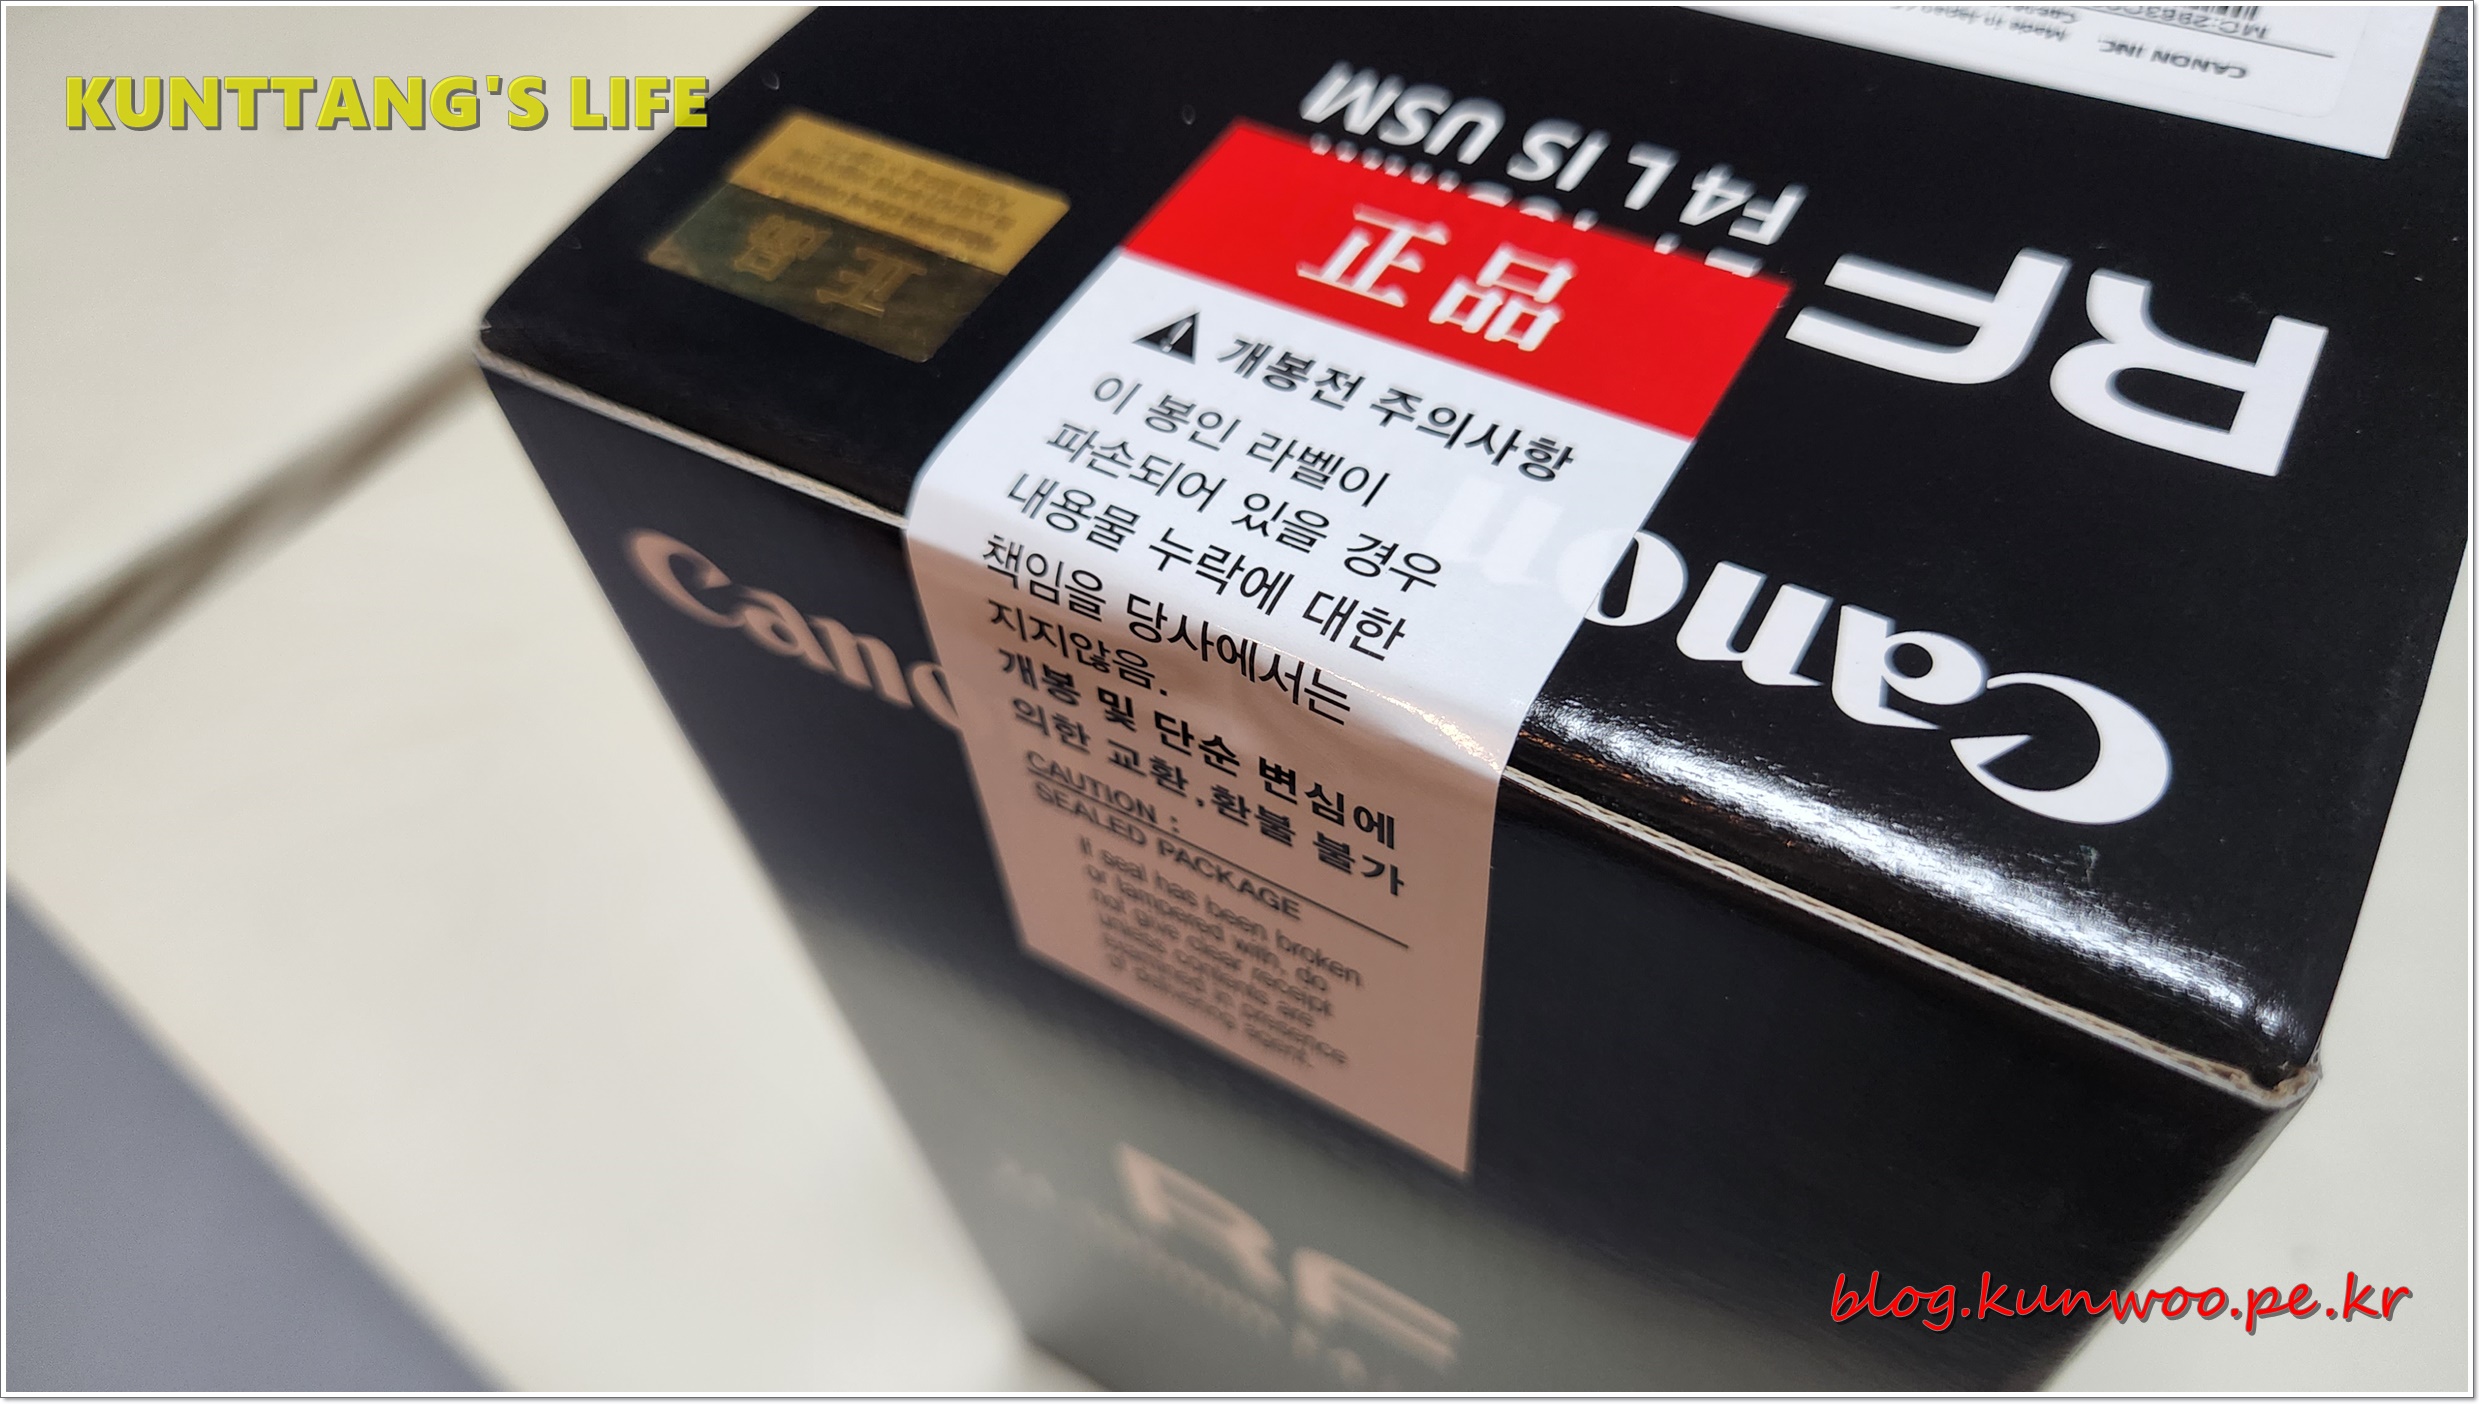 KUNTTANG'S LIFE
CANON INC.
F4 L IS USM
RF
Canon
正品
正品
⚠ 개봉전 주의사항
이 봉인 라벨이
파손되어 있을 경우
내용물 누락에 대한
책임을 당사에서는
지지않음.
개봉 및 단순 변심에
의한 교환,환불 불가
CAUTION :
SEALED PACKAGE
If seal has been broken
or tampered with, do
not give clear receipt
unless contents are
examined in presence
of delivering agent.
Cano
RF
blog.kunwoo.pe.kr